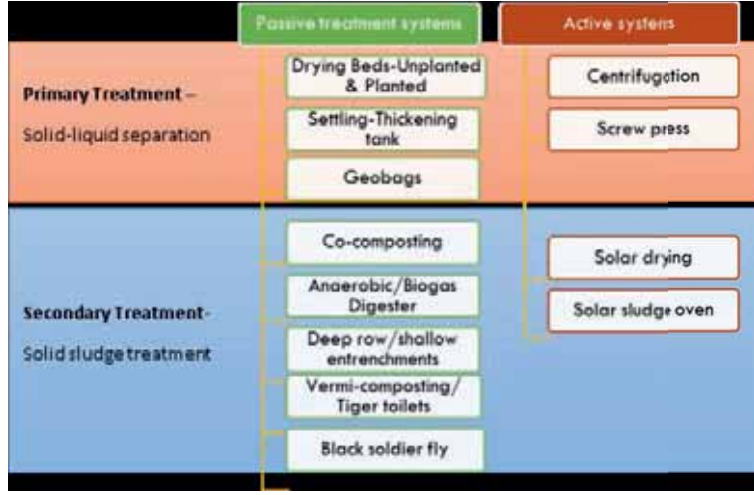 Passive treatment systems
Active systems
Primary Treatment –
Solid-liquid separation
Drying Beds-Unplanted
& Planted
Settling-Thickening
tank
Geobags
Centrifugation
Screw press
Secondary Treatment-
Solid sludge treatment
Co-composting
Anaerobic/Biogas
Digester
Deep row/shallow
entrenchments
Vermi-composting/
Tiger toilets
Black soldier fly
Solar drying
Solar sludge oven